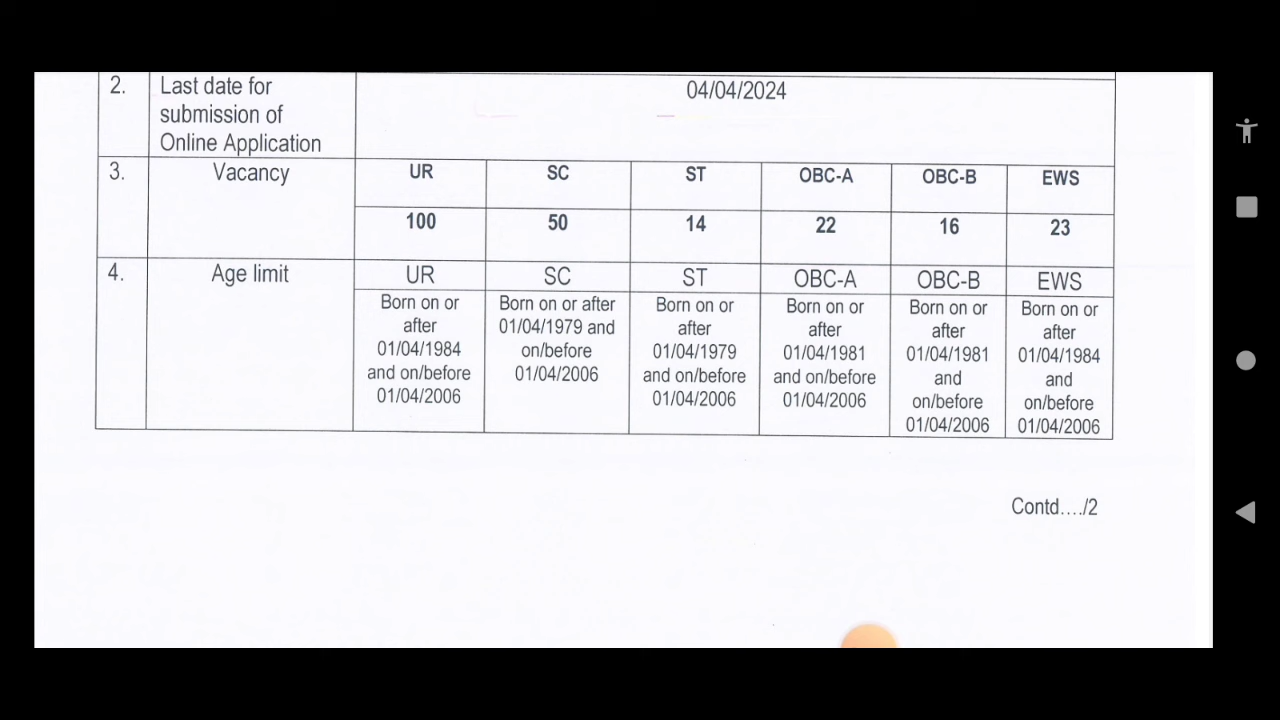 2. Last date for 04/04/2024
submission of
Online Application
3. Vacancy UR SC ST OBC-A OBC-B EWS
100 50 14 22 16 23
4. Age limit UR SC ST OBC-A OBC-B EWS
Born on or Born on or after Born on or Born on or Born on or Born on or
after 01/04/1979 and after after after after
01/04/1984 on/before 01/04/1979 01/04/1981 01/04/1981 01/04/1984
and on/before 01/04/2006 and on/before and on/before and and
01/04/2006 01/04/2006 01/04/2006 on/before on/before
01/04/2006 01/04/2006
Contd..../2